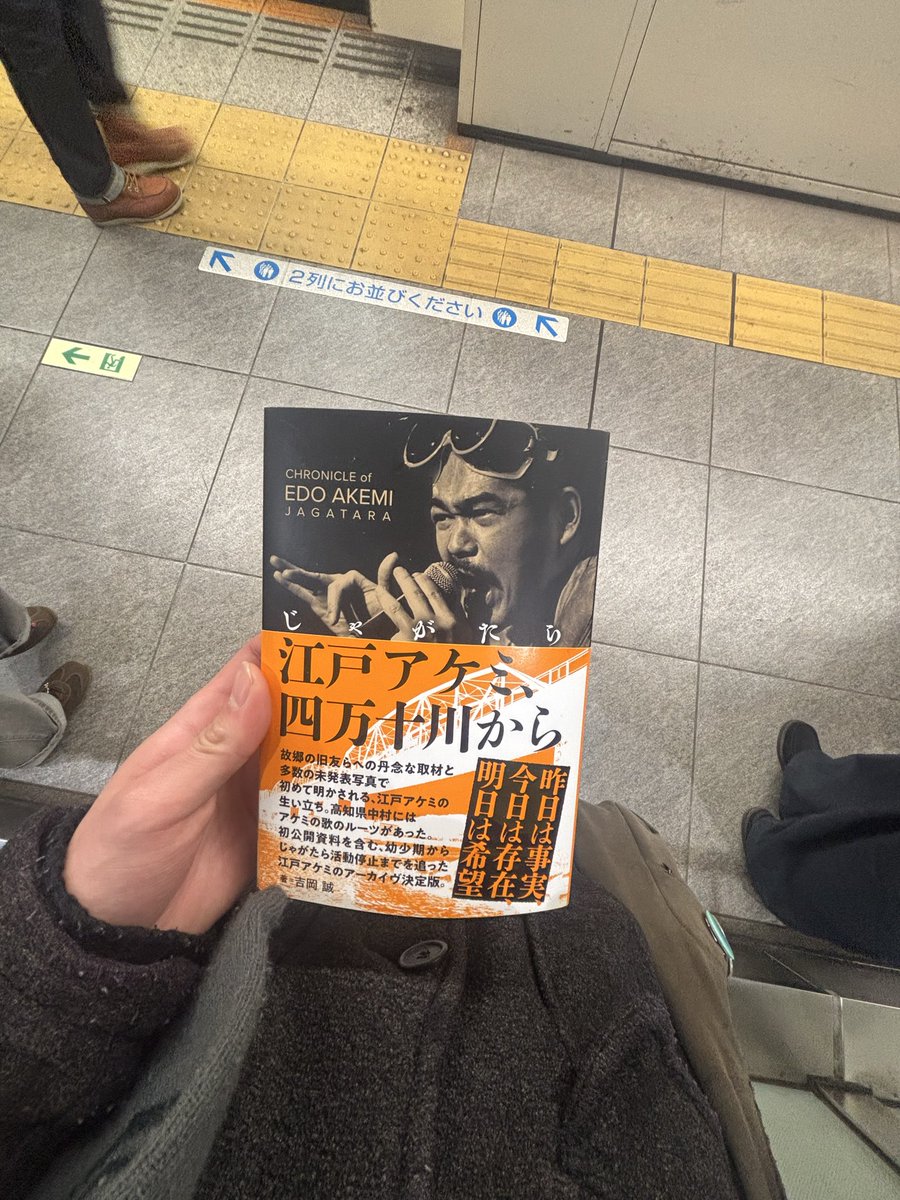 2列にお並びください
CHRONICLE of
EDO AKEMI
JAGATARA
じゃがたら
江戸アケミ、
四万十川から
故郷の旧友らへの丹念な取材と
多数の未発表写真で
初めて明かされる、江戸アケミの
生い立ち。高知県中村には
アケミの歌のルーツがあった。
初公開資料を含む、幼少期から
じゃがたら活動停止までを追った
江戸アケミのアーカイヴ決定版。
著 吉岡 誠
昨日は事実
今日は存在
明日は希望